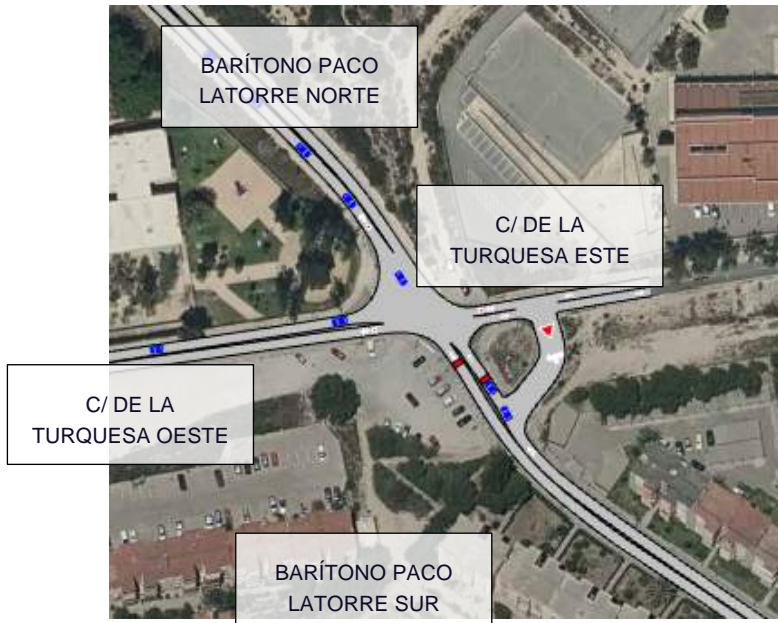 BARÍTONO PACO
LATORRE NORTE
C/ DE LA
TURQUESA ESTE
C/ DE LA
TURQUESA OESTE
BARÍTONO PACO
LATORRE SUR